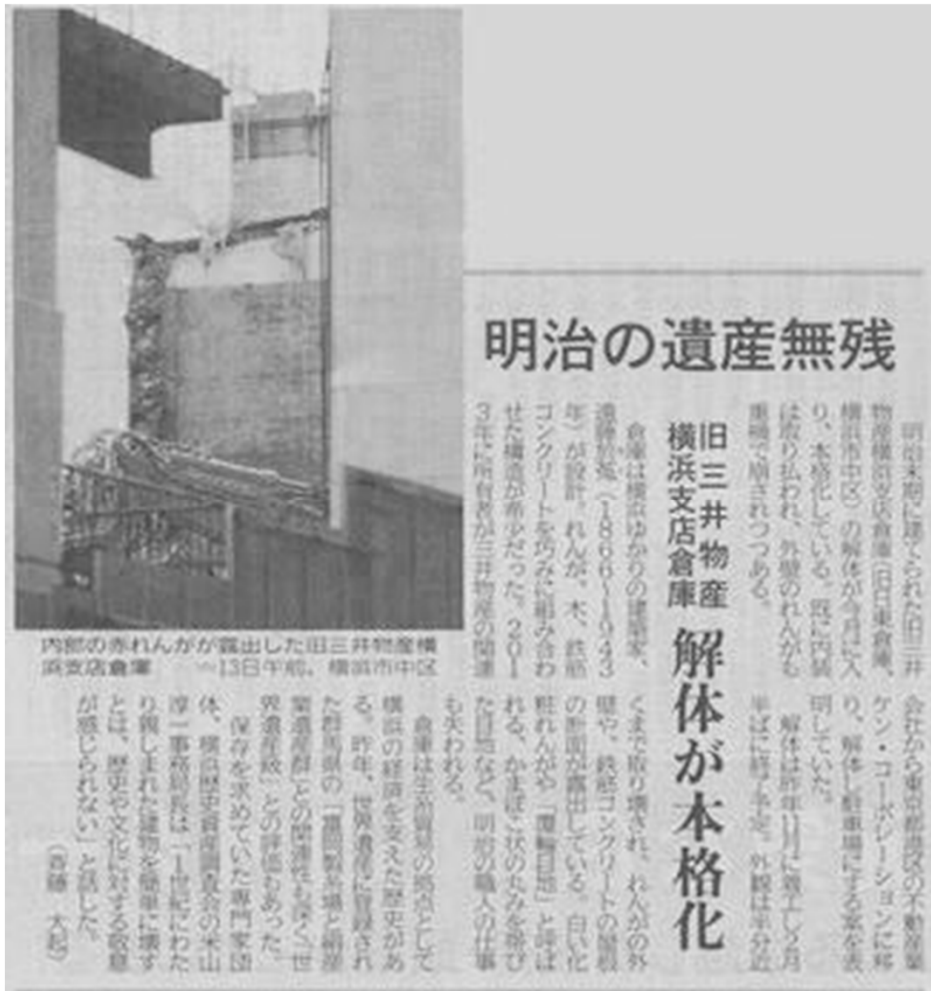 明治の遺産無残
旧三井物産
横浜支店倉庫
解体が本格化
明治末期に建てられた旧三井
物産横浜支店倉庫(旧日東倉庫、
横浜市中区)の解体が今月に入
り、本格化している。既に内装
は取り払われ、外壁のれんがも
重機で崩されつつある。
倉庫は横浜ゆかりの建築家、
遠藤於菟(1866〜1943
年)が設計。れんが、木、鉄筋
コンクリートを巧みに組み合わ
せた構造が希少だった。201
3年に所有者が三井物産の関連
会社から東京都港区の不動産業
ケン・コーポレーションに移
り、解体し駐車場にする案を表
明していた。
解体は昨年11月に着工し2月
半ばに終了予定。外観は半分近
くまで取り壊され、れんがの外
壁や、鉄筋コンクリートの屋根
の断面が露出している。白い化
粧れんがや「覆輪目地」と呼ば
れる、かまぼこ状の丸みを帯び
た目地など、明治の職人の仕事
も失われる。
倉庫は生糸貿易の拠点として
横浜の経済を支えた歴史があ
る。昨年、世界遺産に登録され
た群馬県の「富岡製糸場と絹産
業遺産群」との関連性も深く「世
界遺産級」との評価もあった。
保存を求めていた専門家団
体、横浜歴史資産調査会の米山
淳一事務局長は「1世紀にわた
り親しまれた建物を簡単に壊す
とは、歴史や文化に対する敬意
が感じられない」と話した。
(斉藤 大起)
内部の赤れんがが露出した旧三井物産横
浜支店倉庫 =13日午前、横浜市中区